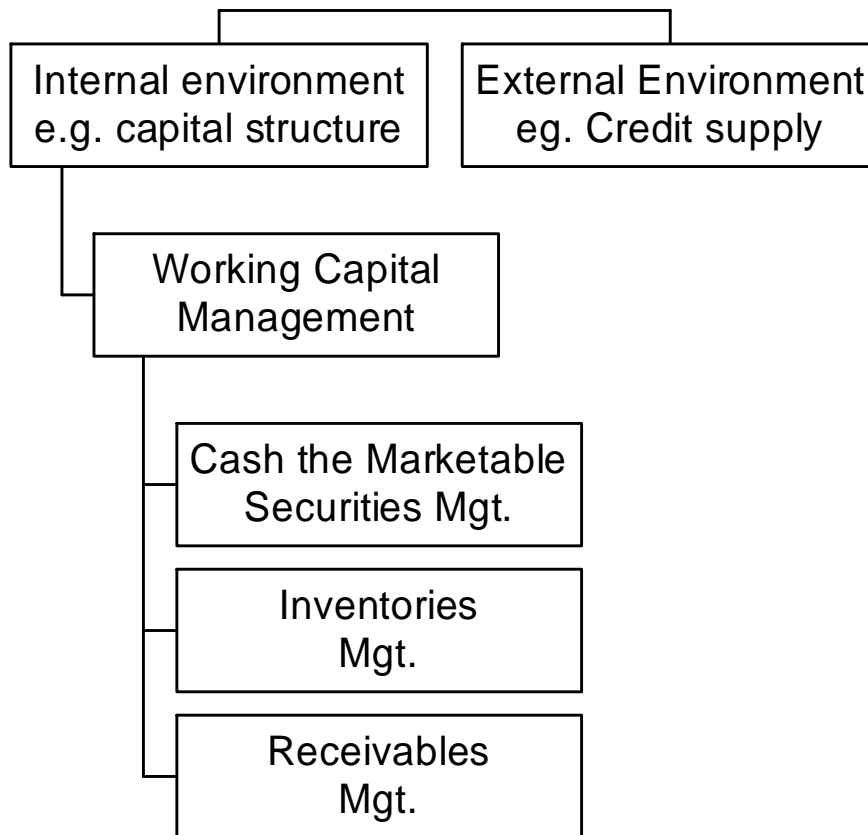 Internal environment
e.g. capital structure
External Environment
eg. Credit supply
Working Capital
Management
Cash the Marketable
Securities Mgt.
Inventories
Mgt.
Receivables
Mgt.